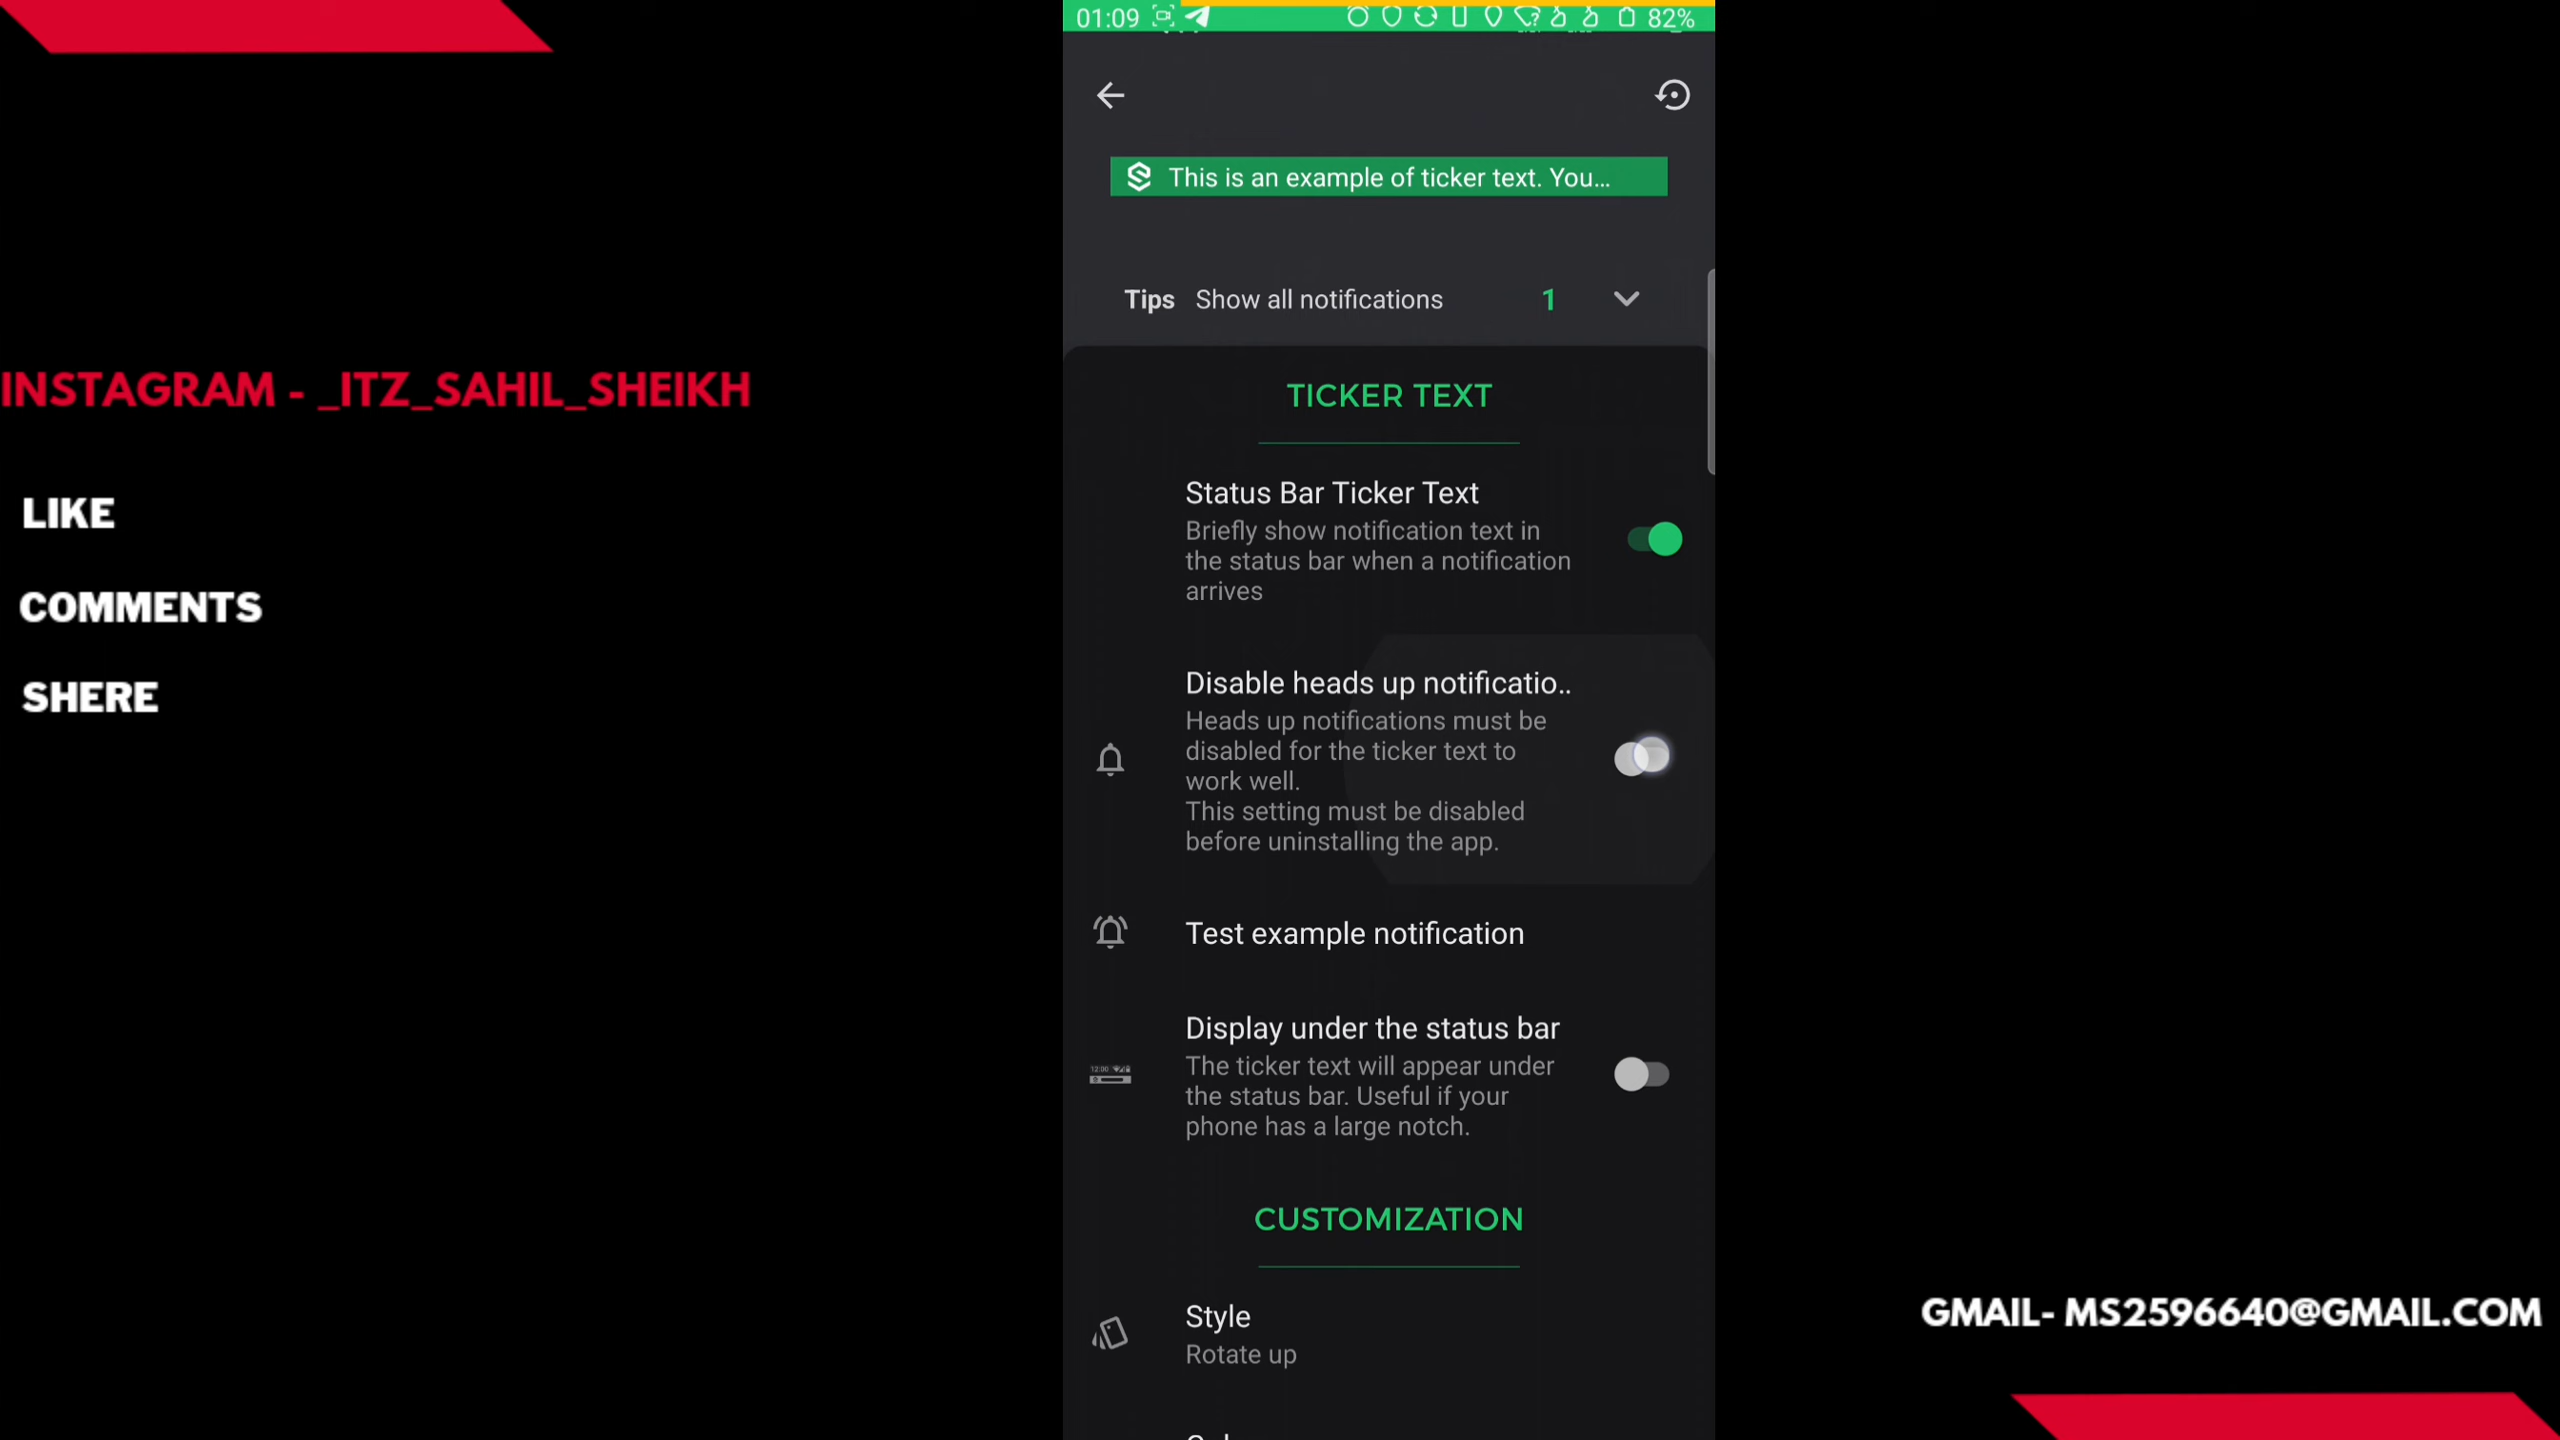 01:09
82%
This is an example of ticker text. You...
Tips Show all notifications 1
TICKER TEXT
INSTAGRAM - _ITZ_SAHIL_SHEIKH
LIKE
COMMENTS
SHERE
Status Bar Ticker Text
Briefly show notification text in
the status bar when a notification
arrives
Disable heads up notificatio..
Heads up notifications must be
disabled for the ticker text to
work well.
This setting must be disabled
before uninstalling the app.
Test example notification
12:00
Display under the status bar
The ticker text will appear under
the status bar. Useful if your
phone has a large notch.
CUSTOMIZATION
Style
Rotate up
GMAIL- MS2596640@GMAIL.COM